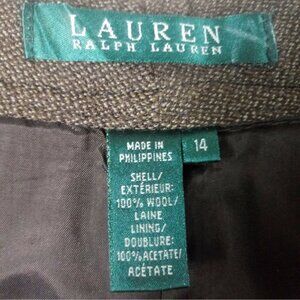 LAUREN
RALPH LAUREN
MADE IN
PHILIPPINES
14
SHELL/
EXTÉRIEUR:
100% WOOL/
LAINE
LINING/
DOUBLURE:
100% ACETATE/
ACÉTATE